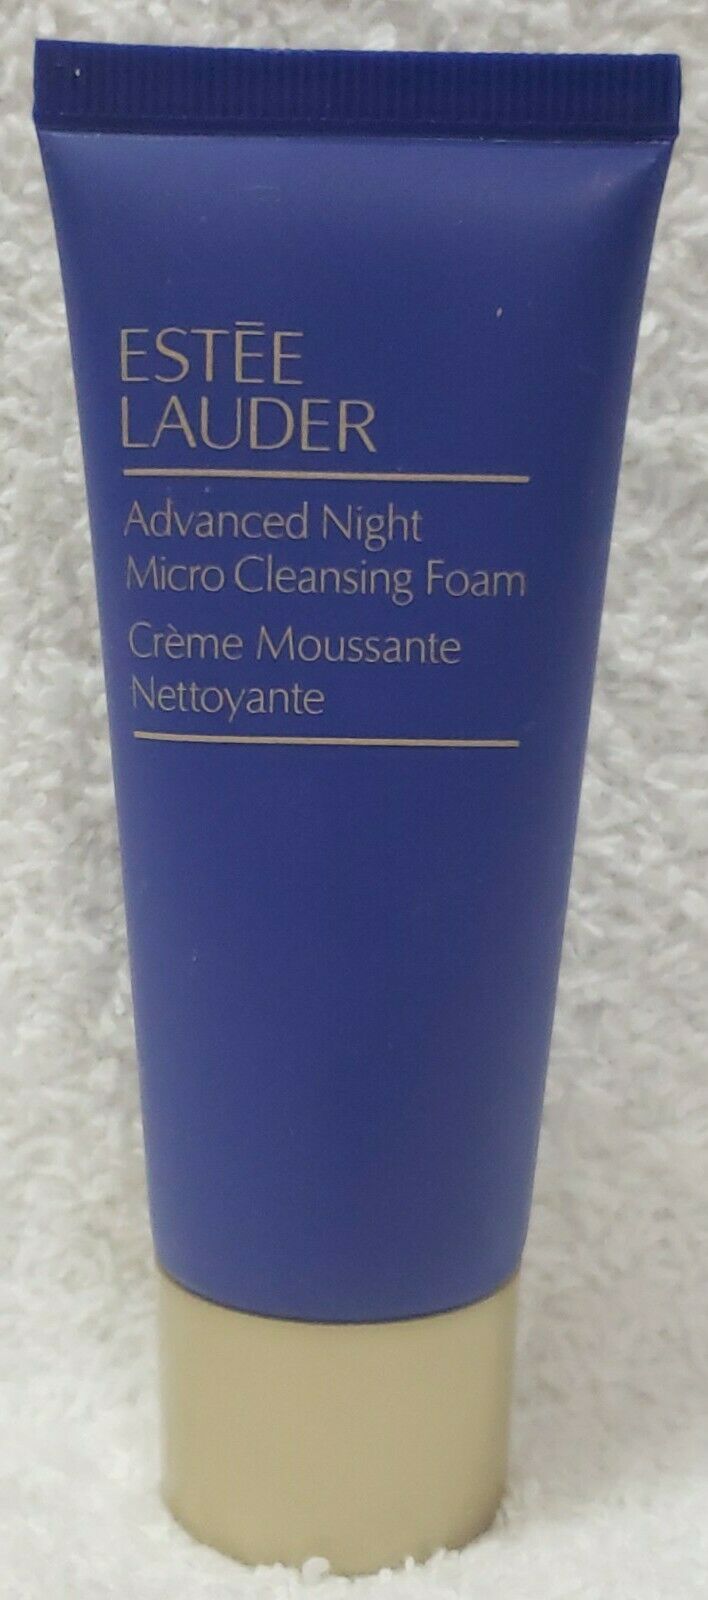 ESTĒE
LAUDER
Advanced Night
Micro Cleansing Foam
Crème Moussante
Nettoyante